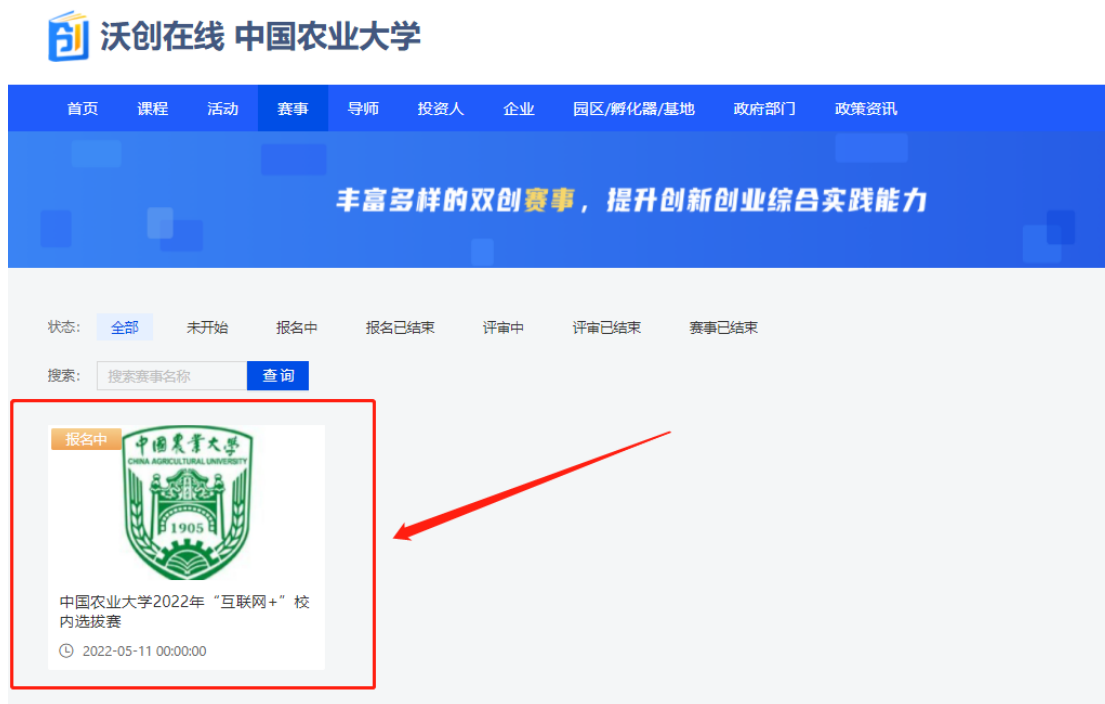 创
沃创在线 中国农业大学
首页 课程 活动 赛事 导师 投资人 企业 园区/孵化器/基地 政府部门 政策资讯
丰富多样的双创赛事，提升创新创业综合实践能力
状态: 全部 未开始 报名中 报名已结束 评审中 评审已结束 赛事已结束
搜索: 搜索赛事名称 查询
报名中
中國農業大学
CHINA AGRICULTURAL UNIVERSITY
1905
中国农业大学2022年“互联网+”校
内选拔赛
2022-05-11 00:00:00